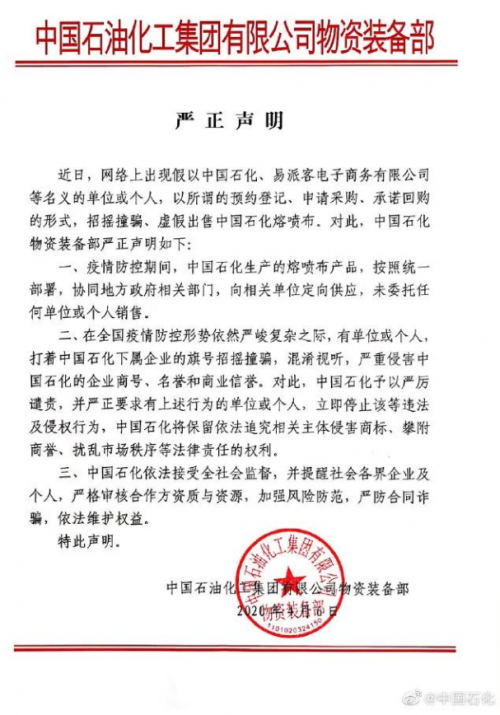 中国石油化工集团有限公司物资装备部
严正声明
近日，网络上出现假以中国石化、易派客电子商务有限公司
等名义的单位或个人，以所谓的预约登记、申请采购、承诺回购
的形式，招摇撞骗、虚假出售中国石化熔喷布。对此，中国石化
物资装备部严正声明如下：
一、疫情防控期间，中国石化生产的熔喷布产品，按照统一
部署，协同地方政府相关部门，向相关单位定向供应，未委托任
何单位或个人销售。
二、在全国疫情防控形势依然严峻复杂之际，有单位或个人，
打着中国石化下属企业的旗号招摇撞骗，混淆视听，严重侵害中
国石化的企业商号、名誉和商业信誉。对此，中国石化予以严厉
谴责，并严正要求有上述行为的单位或个人，立即停止该等违法
及侵权行为，中国石化将保留依法追究相关主体侵害商标、攀附
商誉、扰乱市场秩序等法律责任的权利。
三、中国石化依法接受全社会监督，并提醒社会各界企业及
个人，严格审核合作方资质与资源，加强风险防范，严防合同诈
骗，依法维护权益。
特此声明。
中国石油化工集团有限公司物资装备部
2020年4月6日
中国石油化工集团有限公司
物资装备部
@中国石化